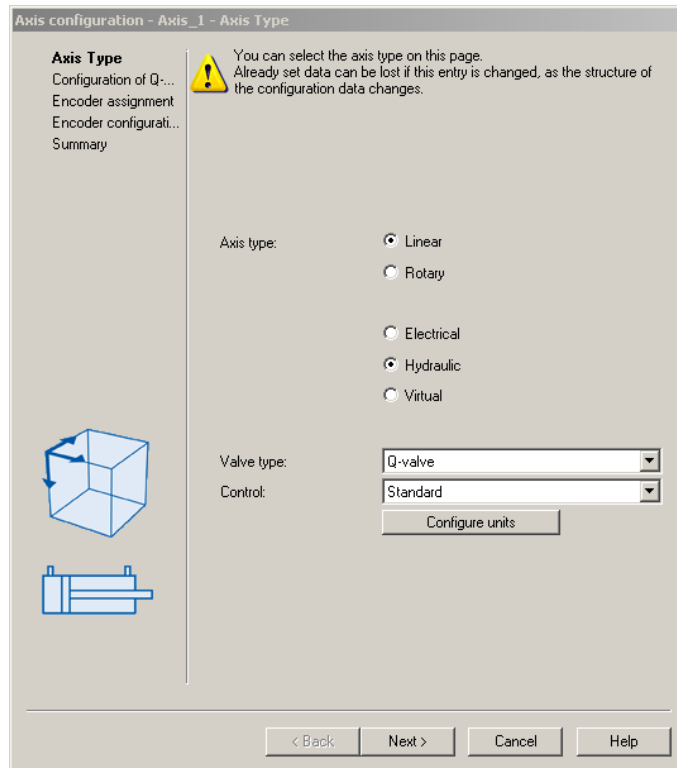 Axis configuration - Axis_1 - Axis Type
Axis Type
Configuration of Q-...
Encoder assignment
Encoder configurati...
Summary
You can select the axis type on this page.
Already set data can be lost if this entry is changed, as the structure of
the configuration data changes.
Axis type:
Linear
Rotary
Electrical
Hydraulic
Virtual
Valve type:
Q-valve
Control:
Standard
Configure units
< Back
Next >
Cancel
Help